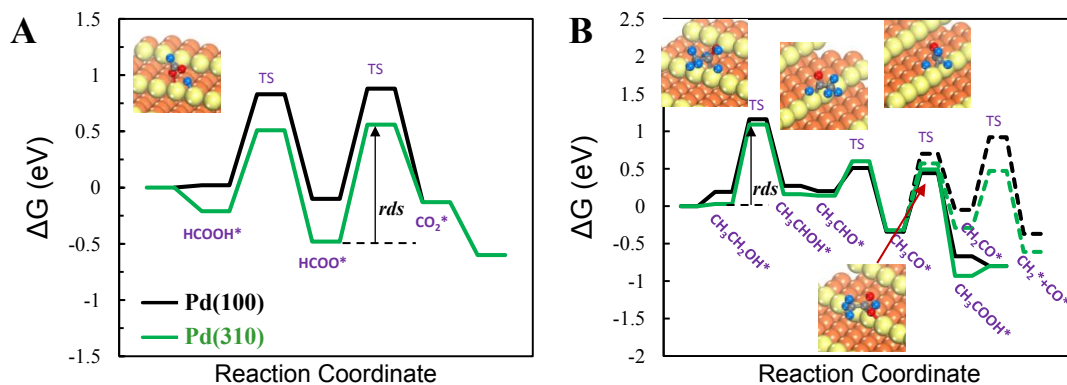 A
ΔG (eV)
1.5
1
0.5
0
-0.5
-1
-1.5
TS
TS
HCOOH*
HCOO*
rds
CO₂*
Pd(100)
Pd(310)
Reaction Coordinate
B
ΔG (eV)
2.5
2
1.5
1
0.5
0
-0.5
-1
-1.5
-2
TS
TS
TS
TS
rds
CH₃CH₂OH*
CH₃CHOH*
CH₃CHO*
CH₃CO*
CH₃COOH*
CH₂CO*
CH₂*+CO*
Reaction Coordinate